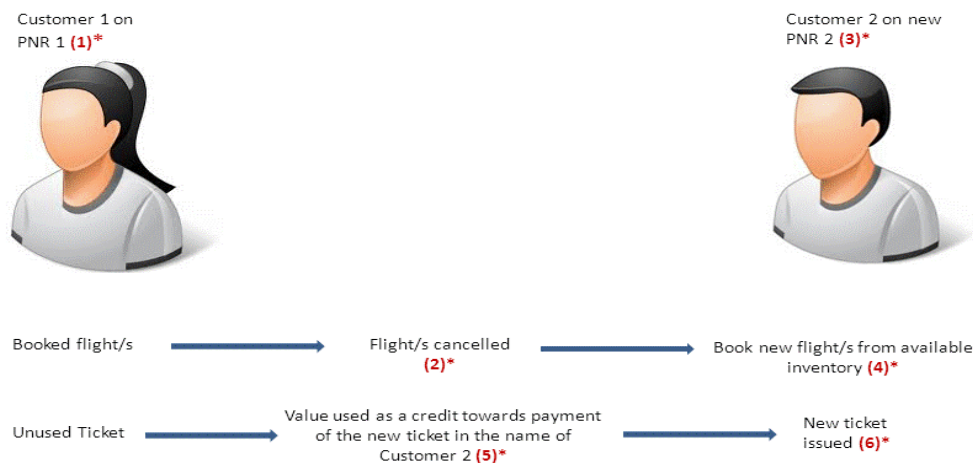 Customer 1 on
PNR 1 (1)*
Customer 2 on new
PNR 2 (3)*
Booked flight/s
Flight/s cancelled
(2)*
Book new flight/s from available
inventory (4)*
Unused Ticket
Value used as a credit towards payment
of the new ticket in the name of
Customer 2 (5)*
New ticket
issued (6)*